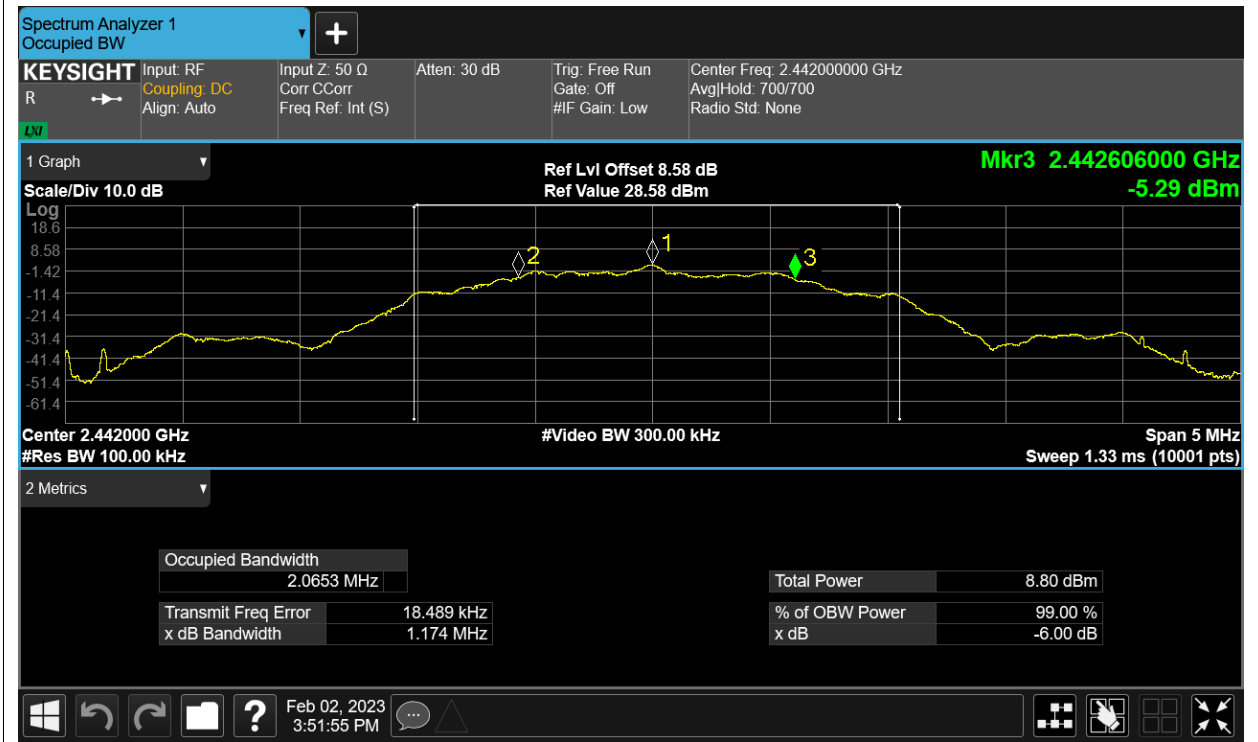 Spectrum Analyzer 1
Occupied BW
KEYSIGHT
R
LXI
Input: RF
Coupling: DC
Align: Auto
Input Z: 50 Ω
Corr CCorr
Freq Ref: Int (S)
Atten: 30 dB
Trig: Free Run
Gate: Off
#IF Gain: Low
Center Freq: 2.442000000 GHz
Avg|Hold: 700/700
Radio Std: None
1 Graph
Scale/Div 10.0 dB
Ref Lvl Offset 8.58 dB
Ref Value 28.58 dBm
Mkr3 2.442606000 GHz
-5.29 dBm
Log
18.6
8.58
-1.42
-11.4
-21.4
-31.4
-41.4
-51.4
-61.4
2
1
3
Center 2.442000 GHz
#Video BW 300.00 kHz
Span 5 MHz
#Res BW 100.00 kHz
Sweep 1.33 ms (10001 pts)
2 Metrics
Occupied Bandwidth
2.0653 MHz
Transmit Freq Error 18.489 kHz
x dB Bandwidth 1.174 MHz
Total Power 8.80 dBm
% of OBW Power 99.00 %
x dB -6.00 dB
?
Feb 02, 2023
3:51:55 PM